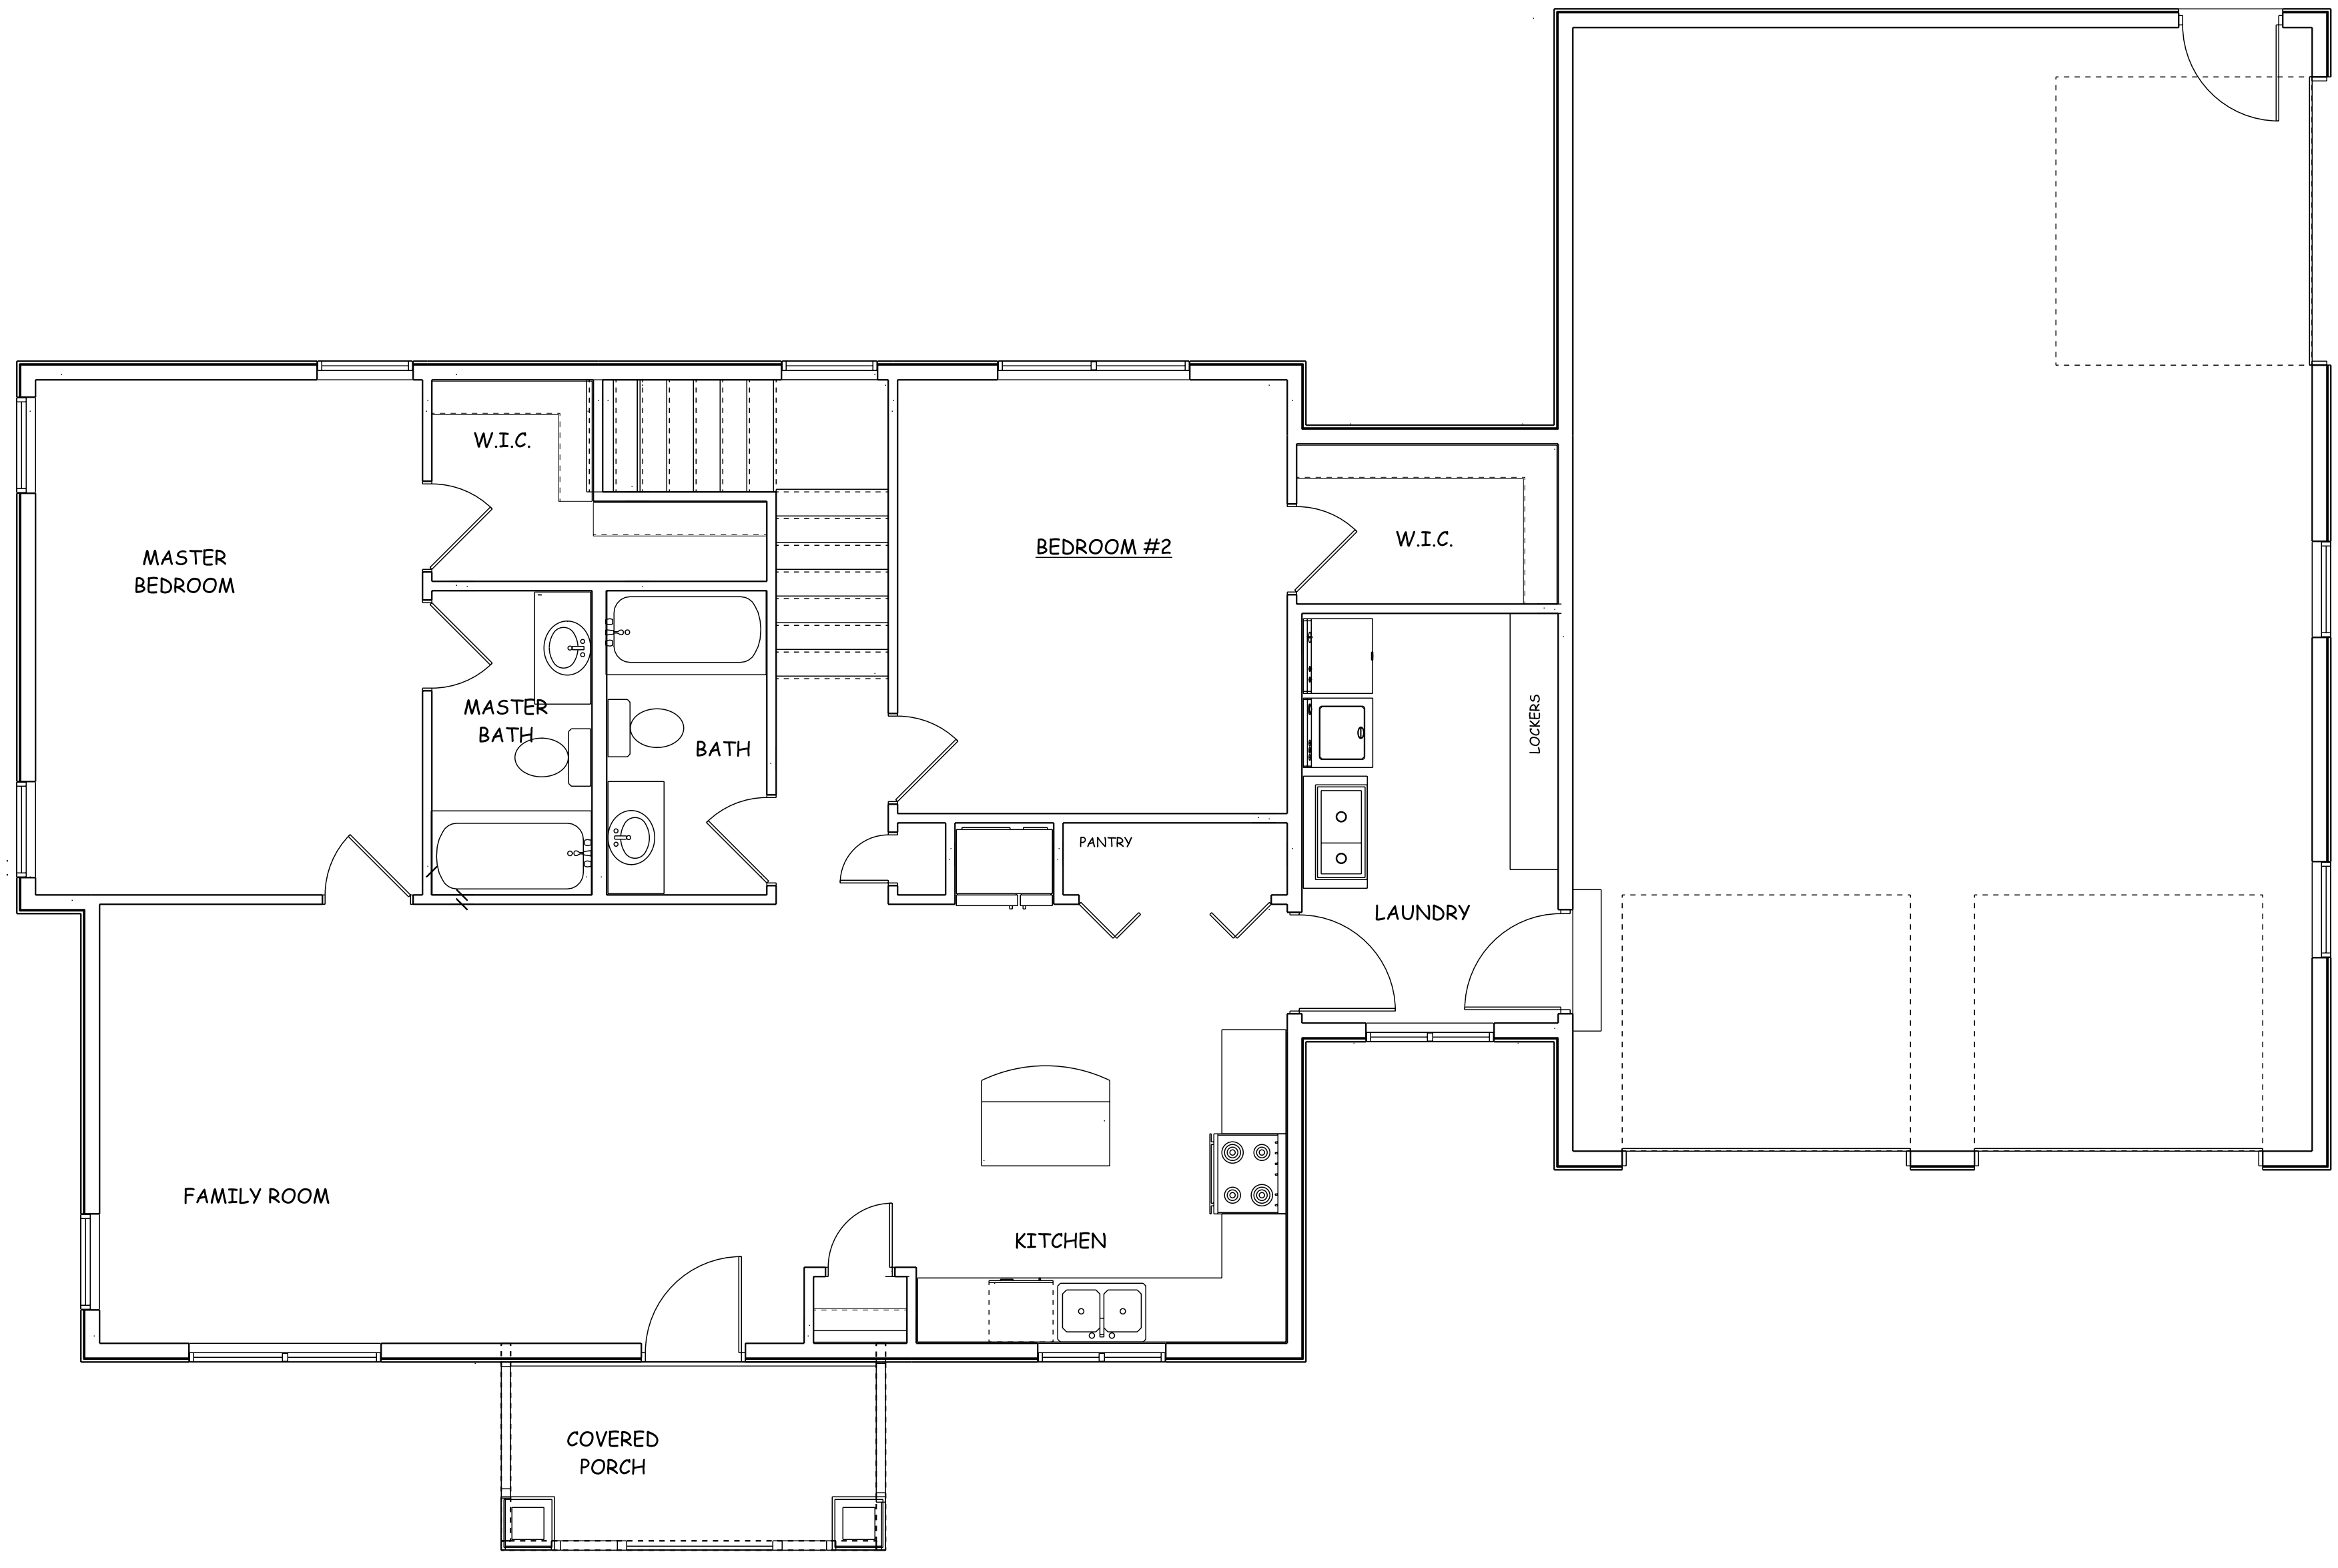 W.I.C.
MASTER
BEDROOM
BEDROOM #2
W.I.C.
MASTER
BATH
BATH
LOCKERS
PANTRY
LAUNDRY
FAMILY ROOM
KITCHEN
COVERED
PORCH